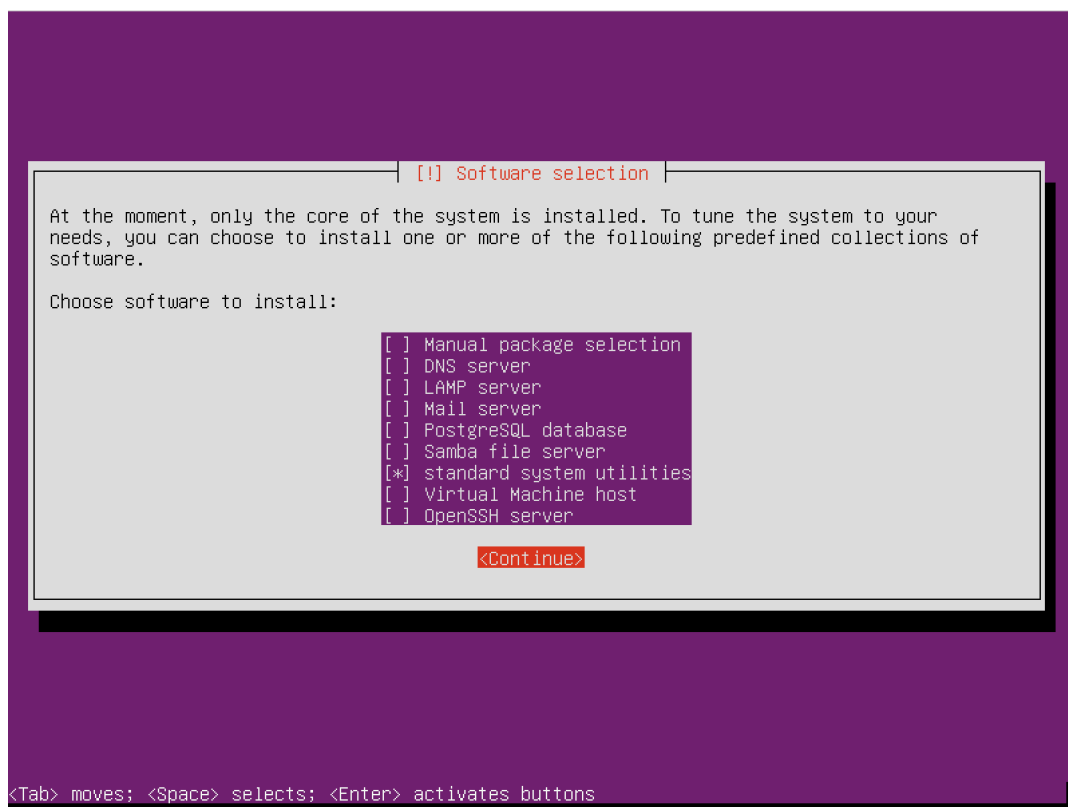 [!] Software selection
At the moment, only the core of the system is installed. To tune the system to your
needs, you can choose to install one or more of the following predefined collections of
software.
Choose software to install:
[ ] Manual package selection
[ ] DNS server
[ ] LAMP server
[ ] Mail server
[ ] PostgreSQL database
[ ] Samba file server
[*] standard system utilities
[ ] Virtual Machine host
[ ] OpenSSH server
<Continue>
<Tab> moves; <Space> selects; <Enter> activates buttons